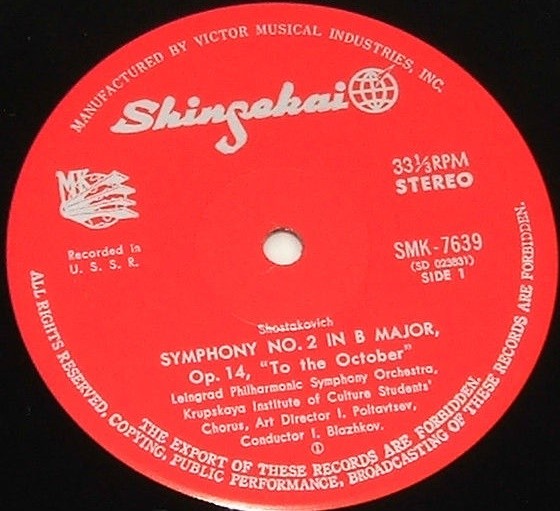 MANUFACTURED BY VICTOR MUSICAL INDUSTRIES, INC.
Shinsekai
MK
33⅓RPM
STEREO
Recorded in
U. S. S. R.
SMK-7639
(SD 023831)
SIDE 1
Shostakovich
SYMPHONY NO. 2 IN B MAJOR,
Op. 14, "To the October"
Leingrad Philharmonic Symphony Orchestra,
Krupskaya Institute of Culture Students'
Chorus, Art Director I. Poltavtsev,
Conductor I. Blazhkov.
①
THE EXPORT OF THESE RECORDS ARE FORBIDDEN.
ALL RIGHTS RESERVED, COPYING, PUBLIC PERFORMANCE, BROADCASTING OF THESE RECORDS ARE FORBIDDEN.